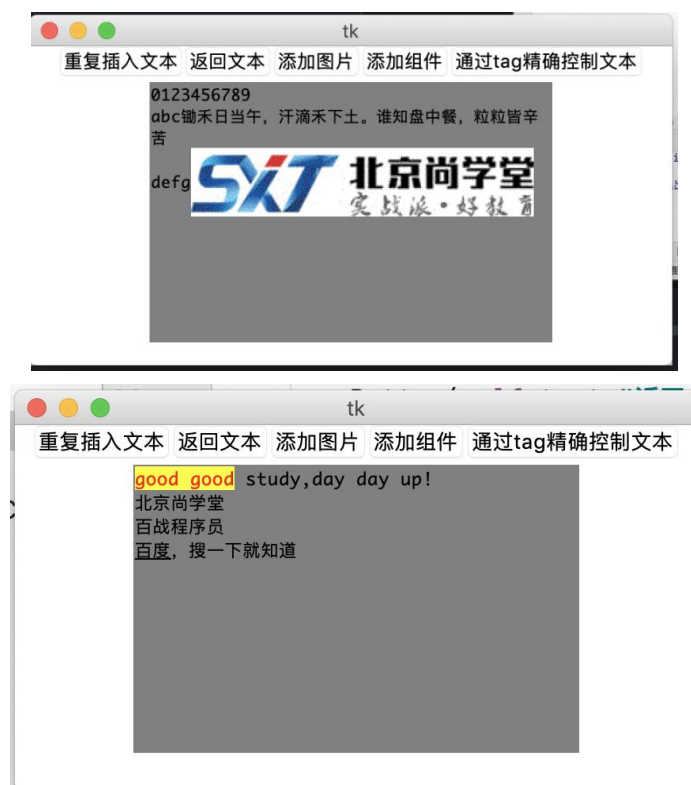 tk
重复插入文本 返回文本 添加图片 添加组件 通过tag精确控制文本
0123456789
abc锄禾日当午，汗滴禾下土。谁知盘中餐，粒粒皆辛
苦
defg SXT 北京尚学堂
实战派·好教育
tk
重复插入文本 返回文本 添加图片 添加组件 通过tag精确控制文本
good good study,day day up!
北京尚学堂
百战程序员
百度，搜一下就知道